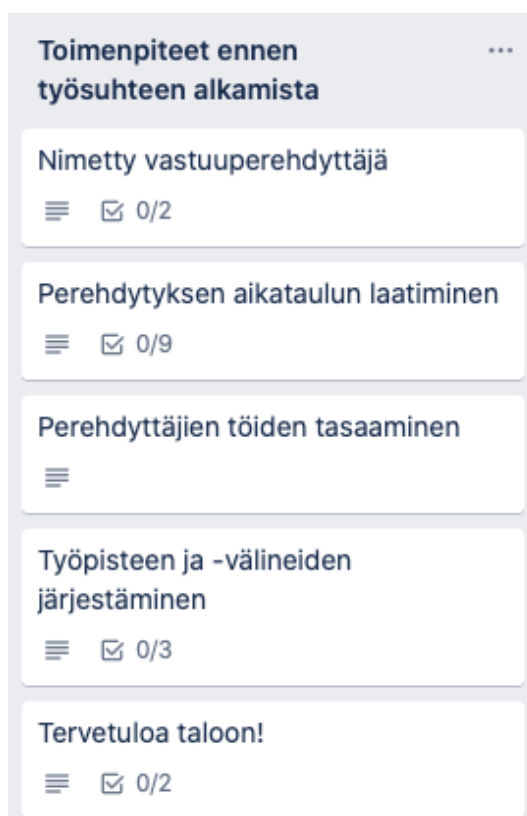 Toimenpiteet ennen
työsuhteen alkamista
Nimetty vastuuperehdyttäjä
0/2
Perehdytyksen aikataulun laatiminen
0/9
Perehdyttäjien töiden tasaaminen
Työpisteen ja -välineiden
järjestäminen
0/3
Tervetuloa taloon!
0/2